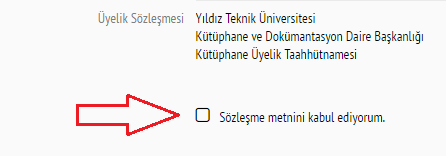 Üyelik Sözleşmesi Yıldız Teknik Üniversitesi
Kütüphane ve Dokümantasyon Daire Başkanlığı
Kütüphane Üyelik Taahhütnamesi
Sözleşme metnini kabul ediyorum.